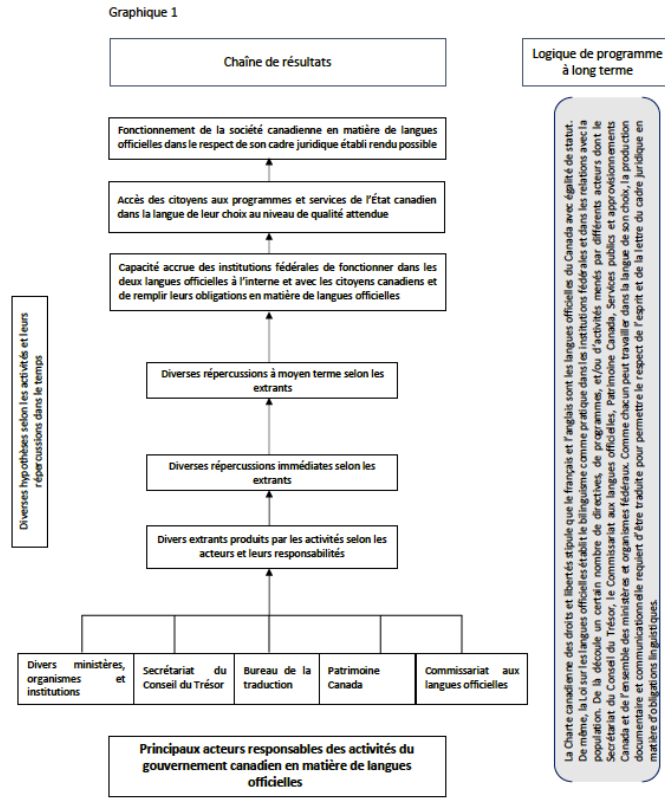 Graphique 1
Chaîne de résultats
Logique de programme
à long terme
Fonctionnement de la société canadienne en matière de langues
officielles dans le respect de son cadre juridique établi rendu possible
Accès des citoyens aux programmes et services de l'État canadien
dans la langue de leur choix au niveau de qualité attendue
Capacité accrue des institutions fédérales de fonctionner dans les
deux langues officielles à l'interne et avec les citoyens canadiens et
de remplir leurs obligations en matière de langues officielles
Diverses répercussions à moyen terme selon les
extrants
Diverses répercussions immédiates selon les
extrants
Divers extrants produits par les activités selon les
acteurs et leurs responsabilités
Divers ministères,
organismes et
institutions
Secrétariat du
Conseil du Trésor
Bureau de la
traduction
Patrimoine
Canada
Commissariat aux
langues officielles
Principaux acteurs responsables des activités du
gouvernement canadien en matière de langues
officielles
Diverses hypothèses selon les activités et leurs
répercussions dans le temps
La Charte canadienne des droits et libertés stipule que le français et l'anglais sont les langues officielles du Canada avec égalité de statut.
De même, la Loi sur les langues officielles établit le bilinguisme comme pratique dans les institutions fédérales et dans les relations avec la
population. De là découle un certain nombre de directives, de programmes, et/ou d'activités menés par différents acteurs dont le
Secrétariat du Conseil du Trésor, le Commissariat aux langues officielles, Patrimoine Canada, Services publics et approvisionnements
Canada et de l'ensemble des ministères et organismes fédéraux. Comme chacun peut travailler dans la langue de son choix, la production
documentaire et communicationnelle requiert d'être traduite pour permettre le respect de l'esprit et de la lettre du cadre juridique en
matière d'obligations linguistiques.